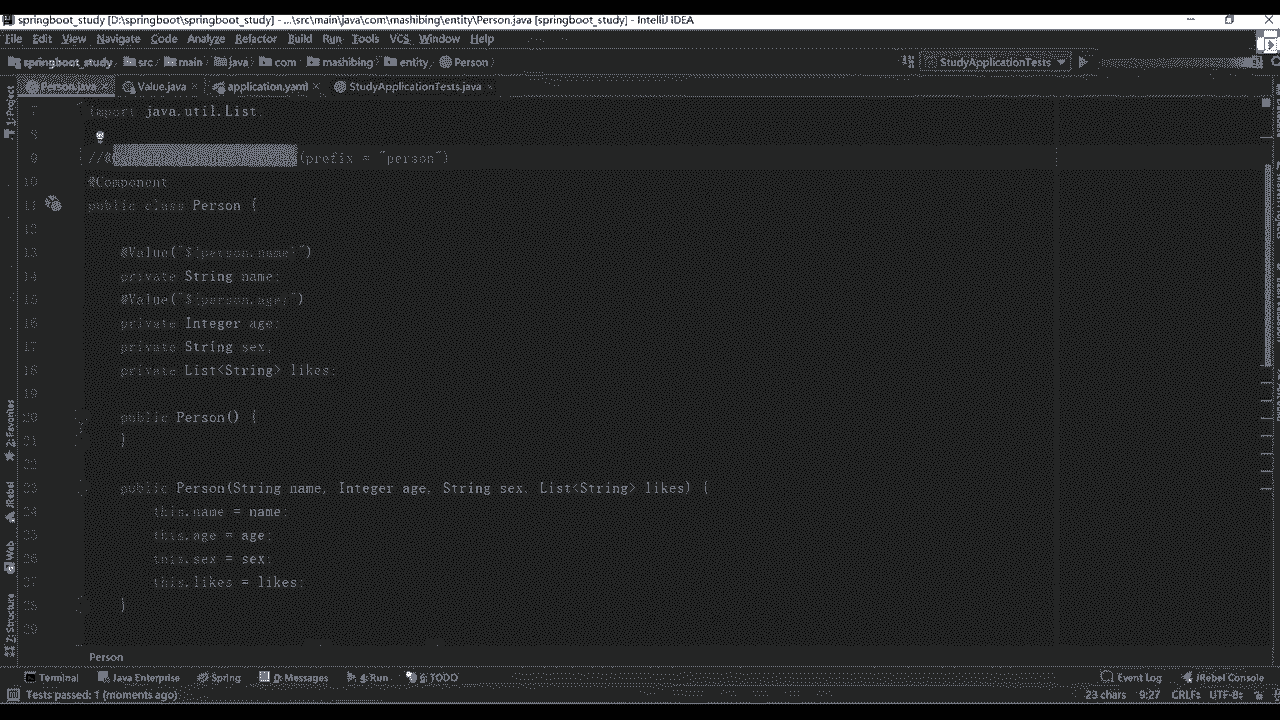 springboot_study [D:\springboot\springboot_study] - ...\src\main\java\com\mashibing\entity\Person.java [springboot_study] - IntelliJ IDEA
File Edit View Navigate Code Analyze Refactor Build Run Tools VCS Window Help
springboot_study src main java com mashibing entity Person StudyApplicationTests
1: Project
Person.java Value.java application.yaml StudyApplicationTests.java
7 import java.util.List;
8
9 //@ (prefix = "person")
10 @Component
11 public class Person {
12
13 @Value("${person.name}")
14 private String name;
15 @Value("${person.age}")
16 private Integer age;
17 private String sex;
18 private List<String> likes;
19
20 public Person() {
21 }
22
23 public Person(String name, Integer age, String sex, List<String> likes) {
24 this.name = name;
25 this.age = age;
26 this.sex = sex;
27 this.likes = likes;
28 }
29
2: Favorites
JRebel
Web
Z: Structure
Person
Terminal Java Enterprise Spring 0: Messages 4: Run 6: TODO Event Log JRebel Console
Tests passed: 1 (moments ago) 23 chars 9:27 CRLF UTF-8